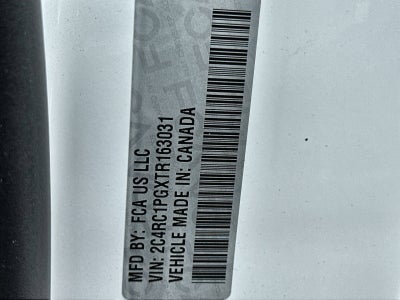 MFD BY: FCA US LLC
VIN: 2C4RC1PGXTR163031
VEHICLE MADE IN: CANADA